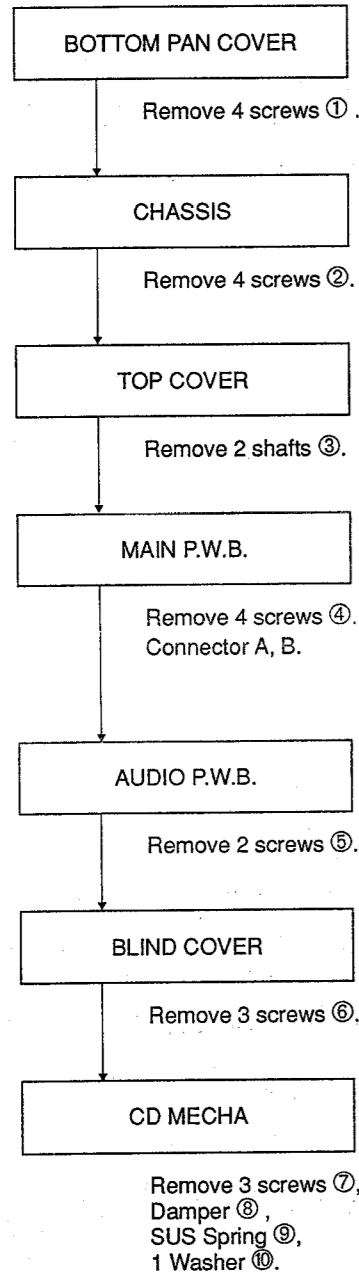 BOTTOM PAN COVER
Remove 4 screws ① .
CHASSIS
Remove 4 screws ②.
TOP COVER
Remove 2 shafts ③.
MAIN P.W.B.
Remove 4 screws ④.
Connector A, B.
AUDIO P.W.B.
Remove 2 screws ⑤.
BLIND COVER
Remove 3 screws ⑥.
CD MECHA
Remove 3 screws ⑦,
Damper ⑧ ,
SUS Spring ⑨,
1 Washer ⑩.